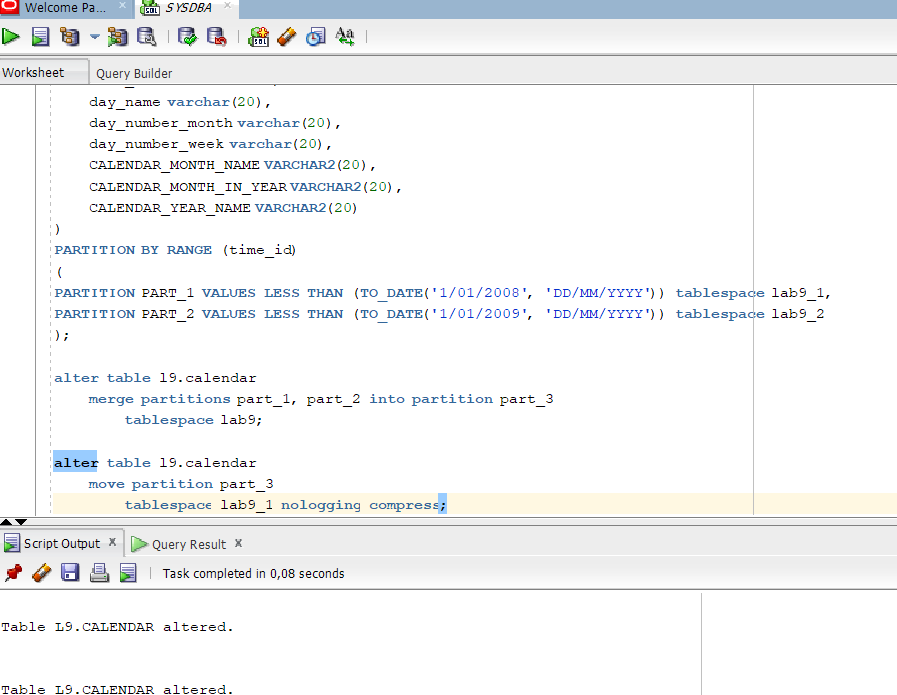 Welcome Pa...
SYSDBA
Worksheet
Query Builder
day_name varchar(20),
day_number_month varchar(20),
day_number_week varchar(20),
CALENDAR_MONTH_NAME VARCHAR2(20),
CALENDAR_MONTH_IN_YEAR VARCHAR2(20),
CALENDAR_YEAR_NAME VARCHAR2(20)
)
PARTITION BY RANGE (time_id)
(
PARTITION PART_1 VALUES LESS THAN (TO_DATE('1/01/2008', 'DD/MM/YYYY')) tablespace lab9_1,
PARTITION PART_2 VALUES LESS THAN (TO_DATE('1/01/2009', 'DD/MM/YYYY')) tablespace lab9_2
);
alter table l9.calendar
merge partitions part_1, part_2 into partition part_3
tablespace lab9;
alter table l9.calendar
move partition part_3
tablespace lab9_1 nologging compress;
Script Output
Query Result
Task completed in 0,08 seconds
Table L9.CALENDAR altered.
Table L9.CALENDAR altered.